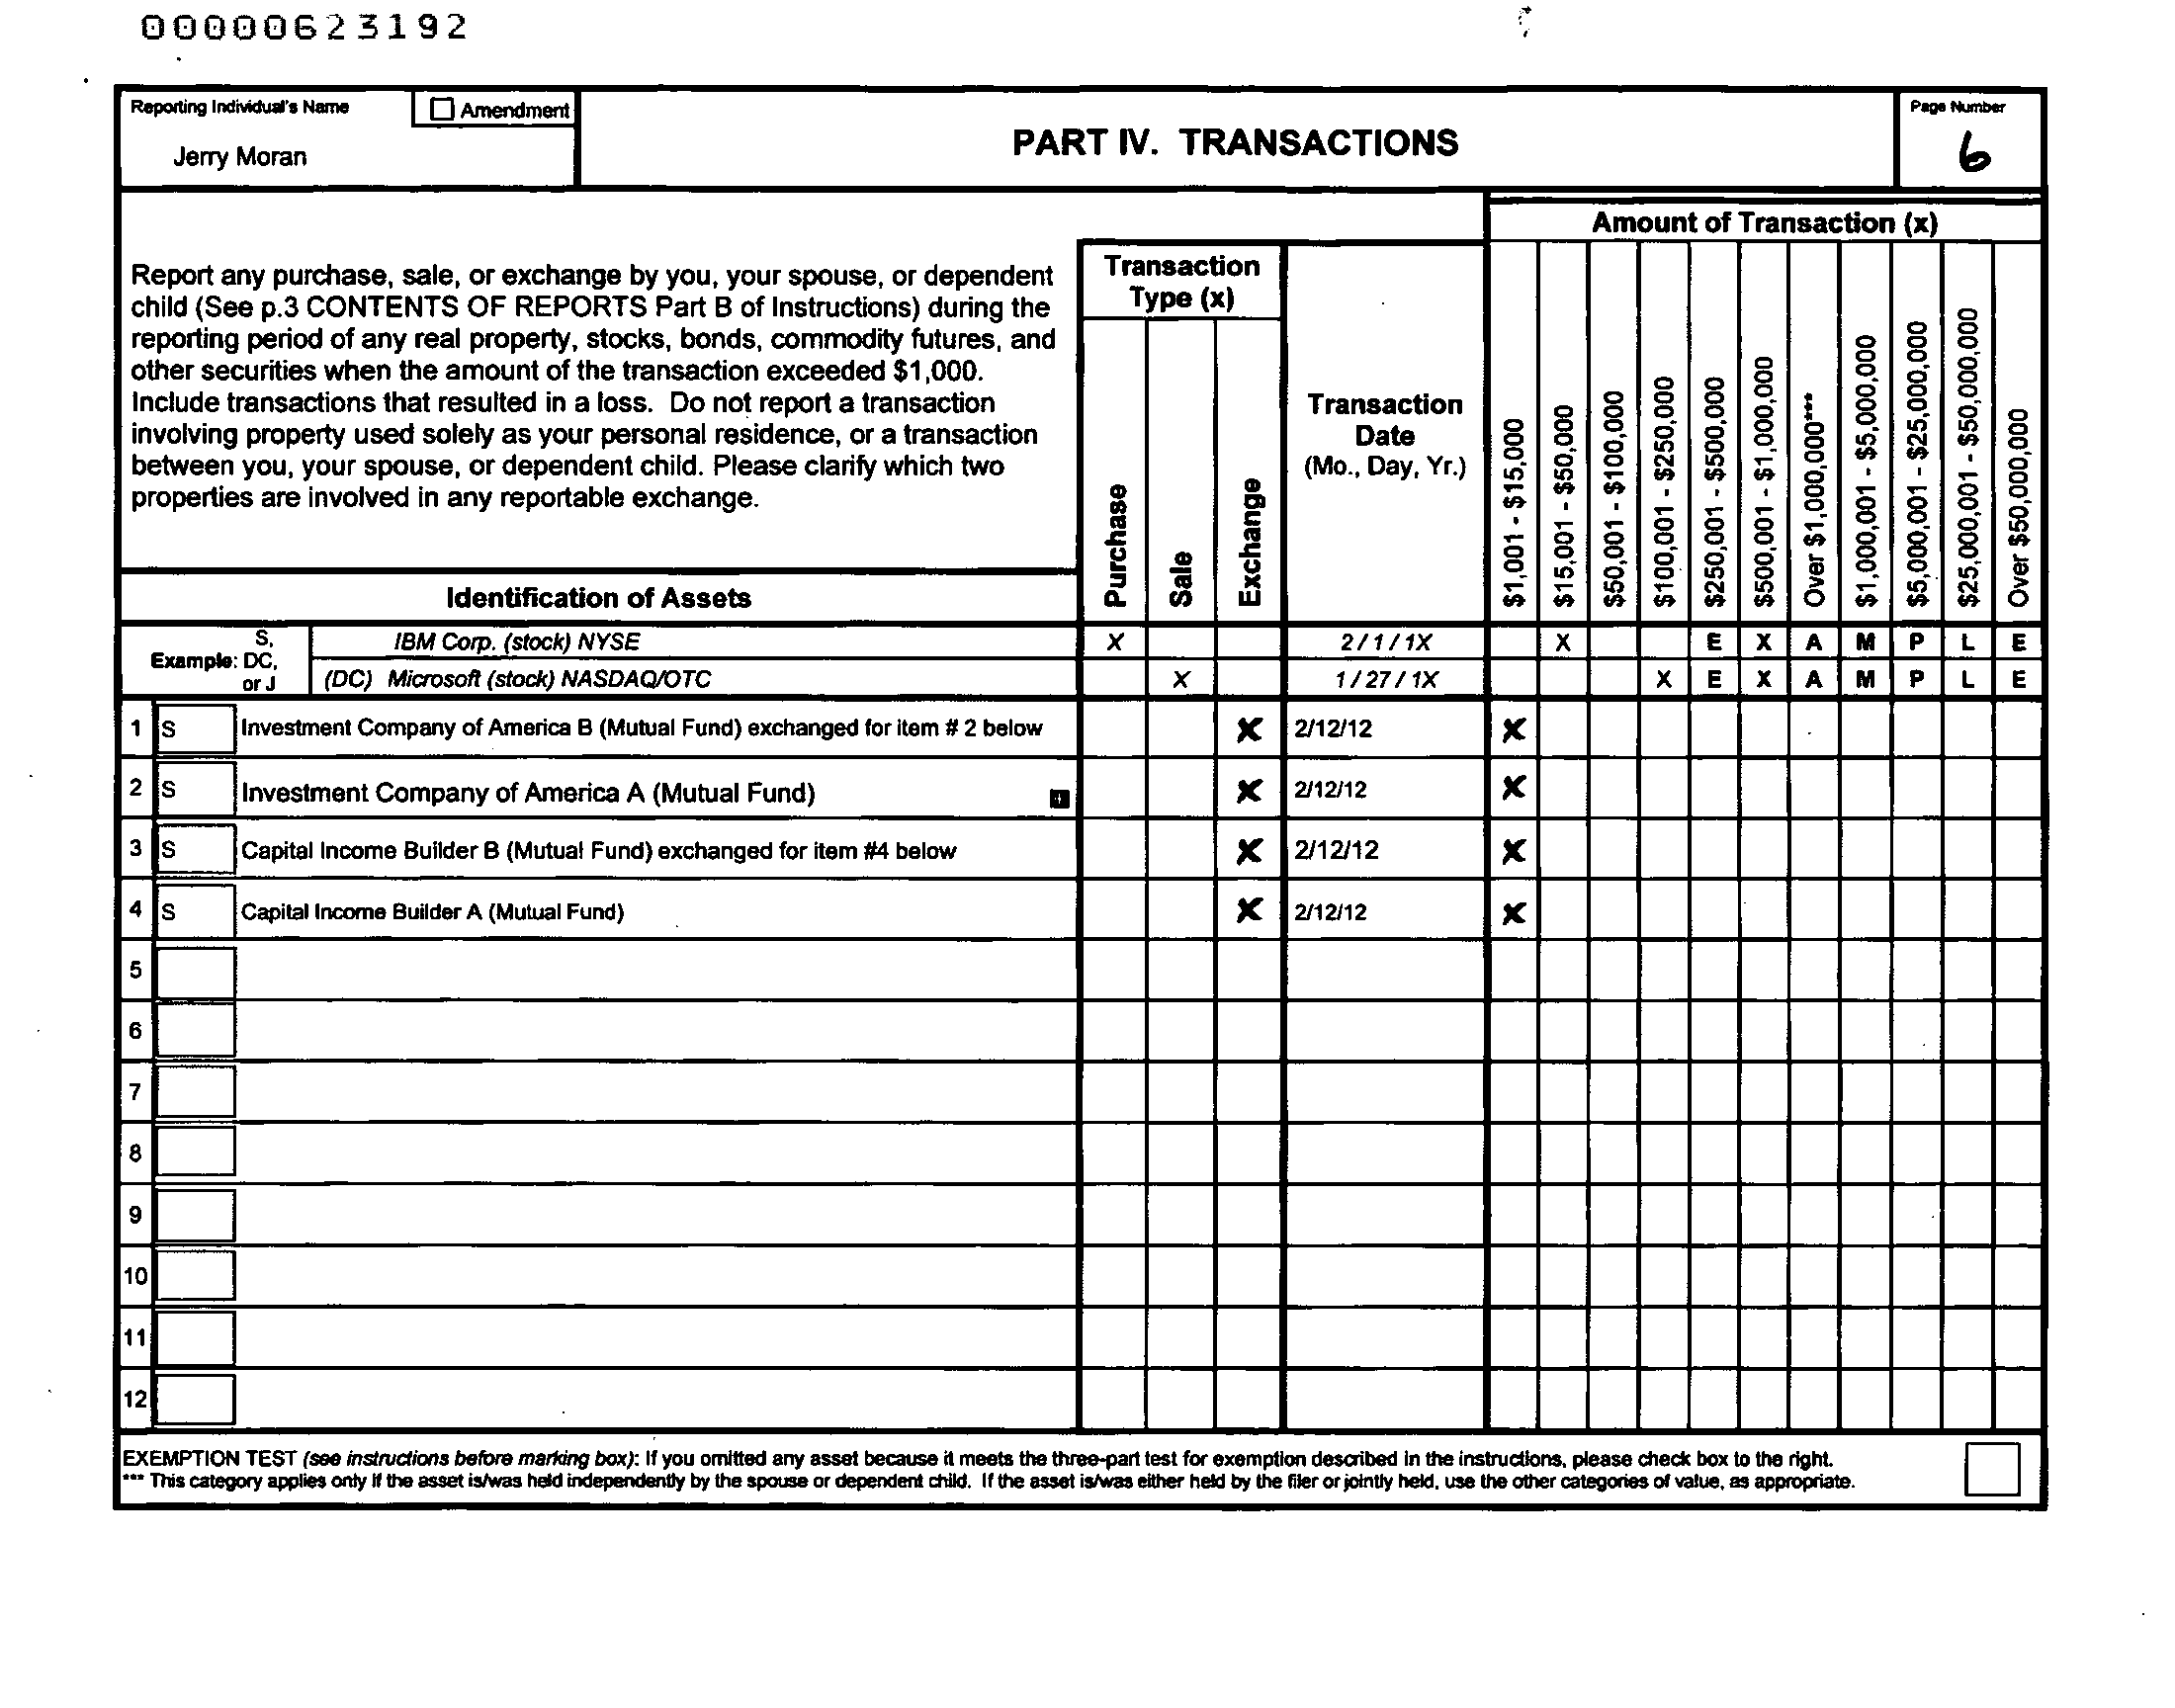 00000623192
Reporting Individual's Name
Amendment
Jerry Moran
PART IV. TRANSACTIONS
Page Number
6
Amount of Transaction (x)
Report any purchase, sale, or exchange by you, your spouse, or dependent
child (See p.3 CONTENTS OF REPORTS Part B of Instructions) during the
reporting period of any real property, stocks, bonds, commodity futures, and
other securities when the amount of the transaction exceeded $1,000.
Include transactions that resulted in a loss. Do not report a transaction
involving property used solely as your personal residence, or a transaction
between you, your spouse, or dependent child. Please clarify which two
properties are involved in any reportable exchange.
Transaction
Type (x)
Purchase
Sale
Exchange
Transaction
Date
(Mo., Day, Yr.)
$1,001 - $15,000
$15,001 - $50,000
$50,001 - $100,000
$100,001 - $250,000
$250,001 - $500,000
$500,001 - $1,000,000
Over $1,000,000***
$1,000,001 - $5,000,000
$5,000,001 - $25,000,000
$25,000,001 - $50,000,000
Over $50,000,000
Identification of Assets
Example: S, DC, or J
IBM Corp. (stock) NYSE X 2 / 1 / 1X X E X A M P L E
(DC) Microsoft (stock) NASDAQ/OTC X 1 / 27 / 1X X E X A M P L E
1 S Investment Company of America B (Mutual Fund) exchanged for item # 2 below X 2/12/12 X
2 S Investment Company of America A (Mutual Fund) X 2/12/12 X
3 S Capital Income Builder B (Mutual Fund) exchanged for item #4 below X 2/12/12 X
4 S Capital Income Builder A (Mutual Fund) X 2/12/12 X
5
6
7
8
9
10
11
12
EXEMPTION TEST (see instructions before marking box): If you omitted any asset because it meets the three-part test for exemption described in the instructions, please check box to the right.
*** This category applies only if the asset is/was held independently by the spouse or dependent child. If the asset is/was either held by the filer or jointly held, use the other categories of value, as appropriate.